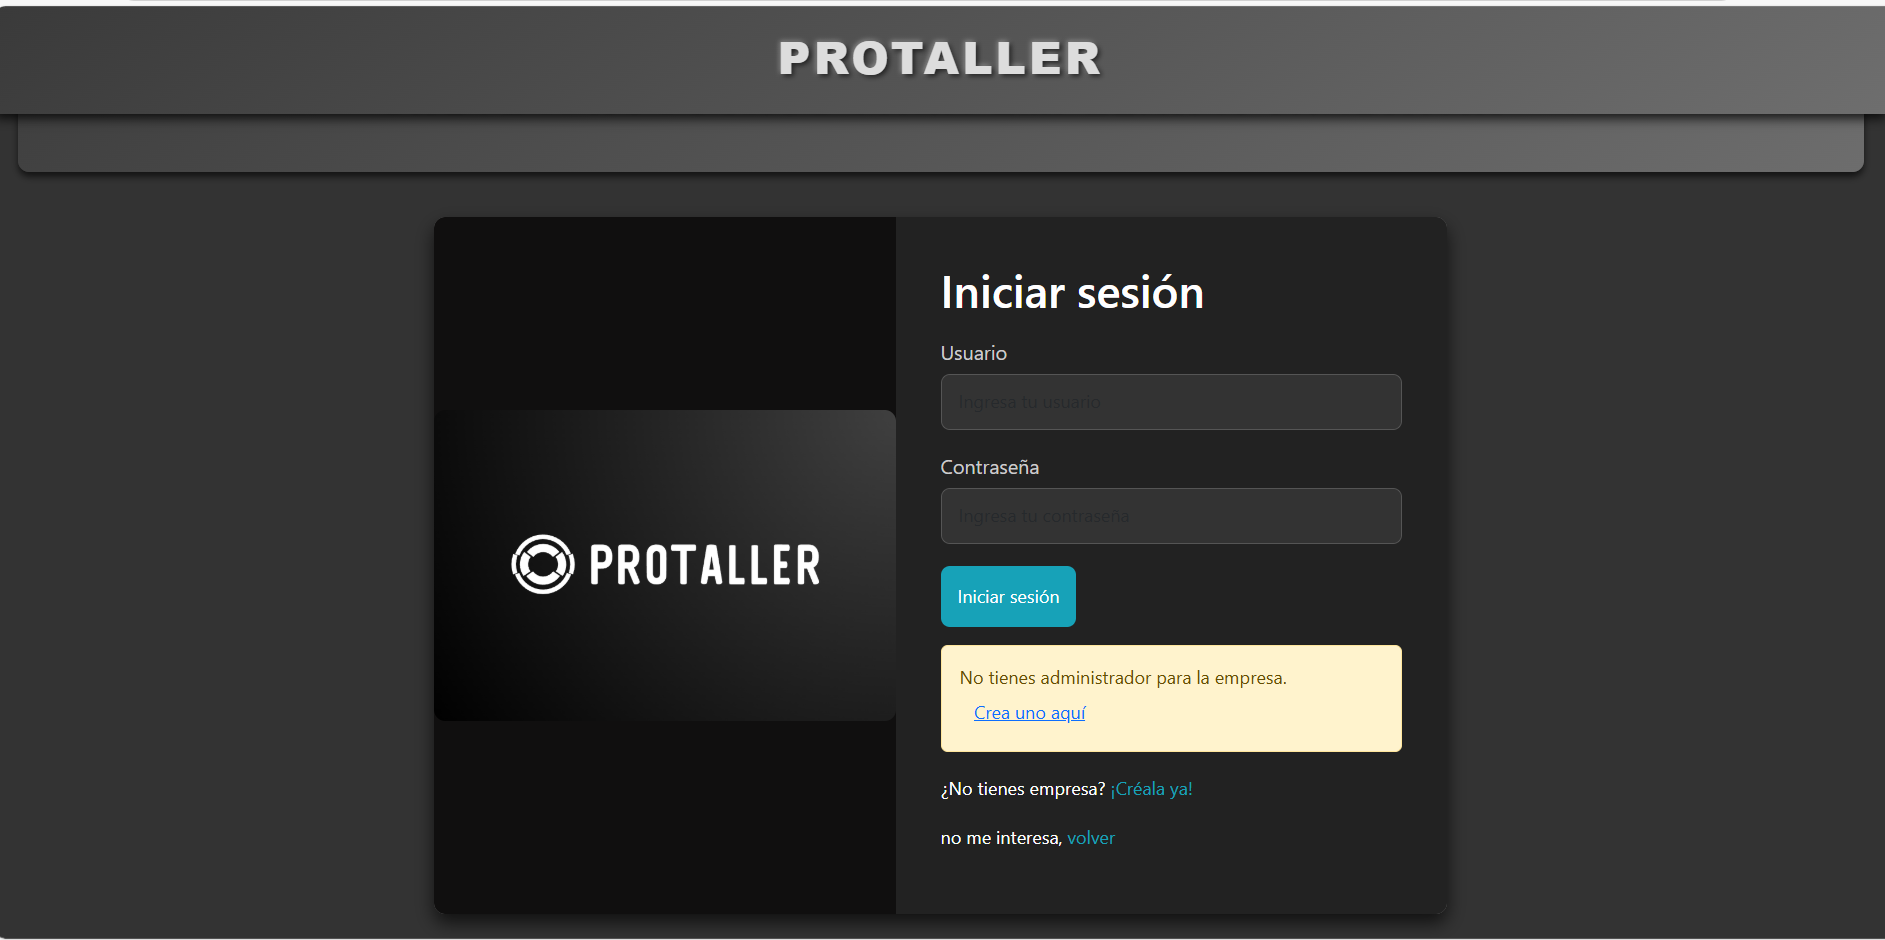 PROTALLER
PROTALLER
Iniciar sesión
Usuario
Ingresa tu usuario
Contraseña
Ingresa tu contraseña
Iniciar sesión
No tienes administrador para la empresa.
Crea uno aquí
¿No tienes empresa? ¡Créala ya!
no me interesa, volver